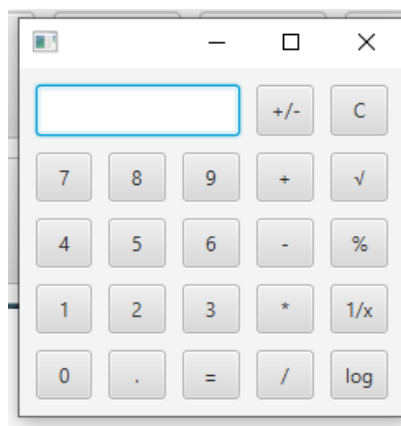 +/- C
7 8 9 + √
4 5 6 - %
1 2 3 * 1/x
0 . = / log